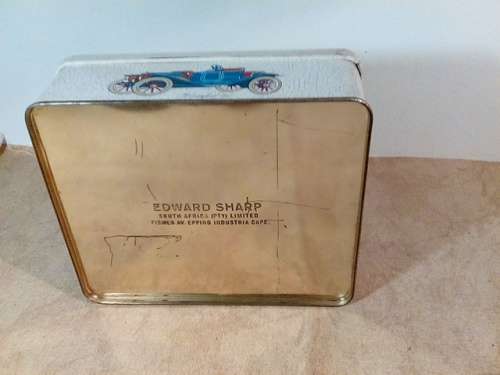 EDWARD SHARP
SOUTH AFRICA (PTY) LIMITED
FISHER AV. EPPING INDUSTRIA CAPE.